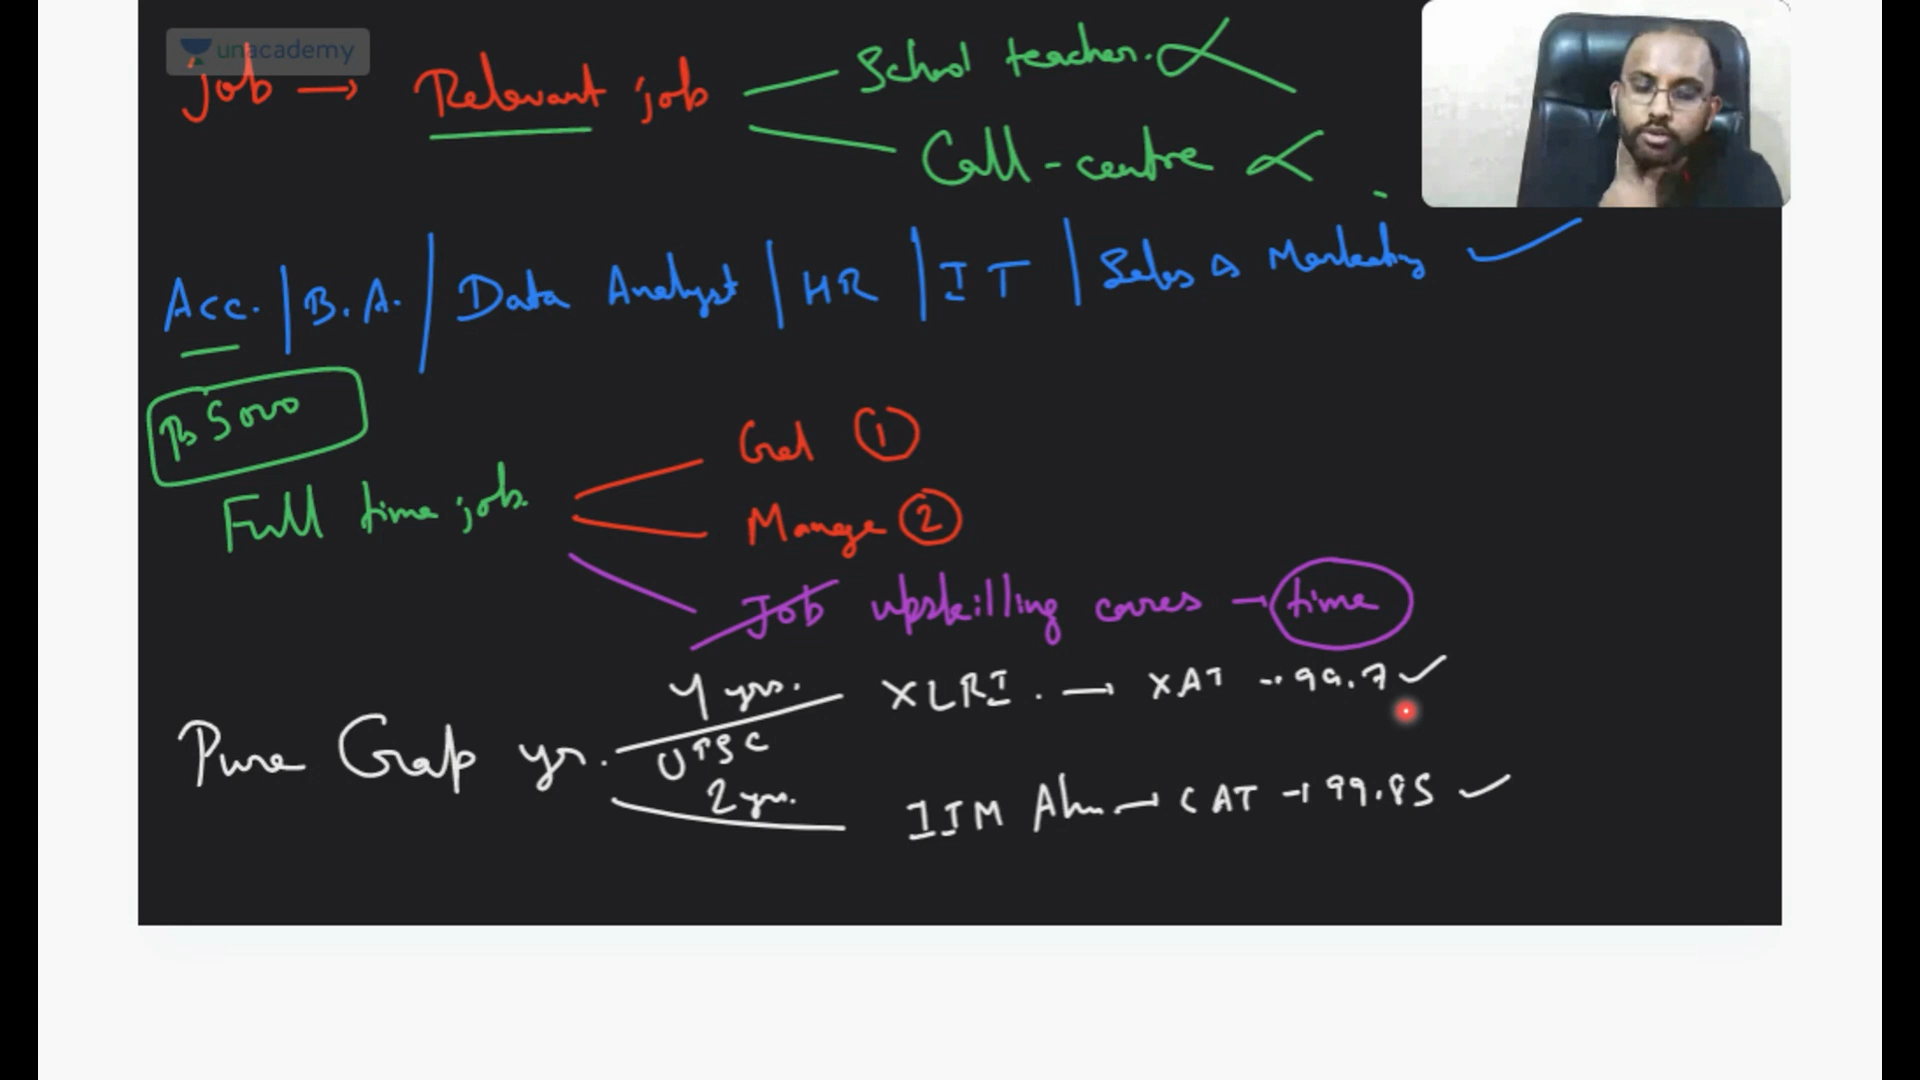 unacademy
job → Relevant job
School teacher.
Call-centre
Acc. | B.A. | Data Analyst | HR | IT | Sales & Marketing ✓
Rs 5000
Full time job
Get ①
Manage ②
Job upskilling courses → time
Pure Gap yr.
4 yrs. XLRI. → XAT → 99.7 ✓
UPSC
2 yrs. IIM Ahm → CAT → 99.85 ✓